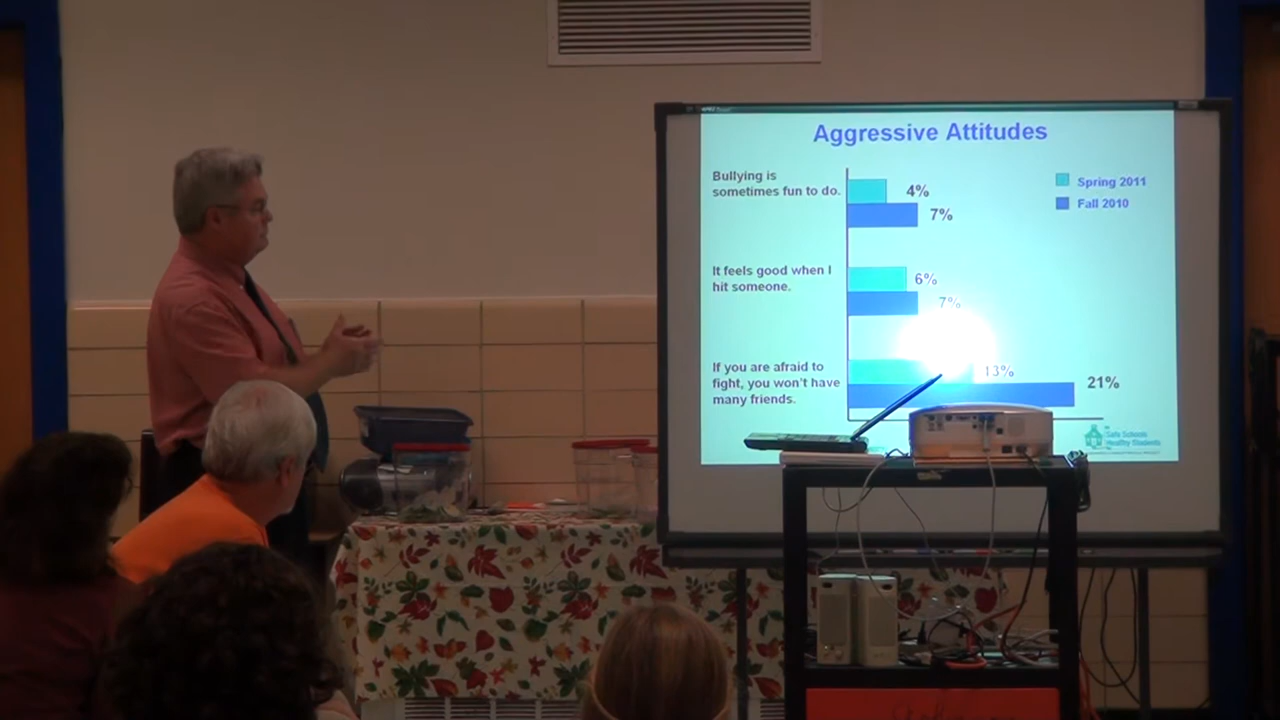 Aggressive Attitudes
Bullying is
sometimes fun to do.
4%
7%
Spring 2011
Fall 2010
It feels good when I
hit someone.
6%
7%
If you are afraid to
fight, you won't have
many friends.
13%
21%
Safe Schools
Healthy Students